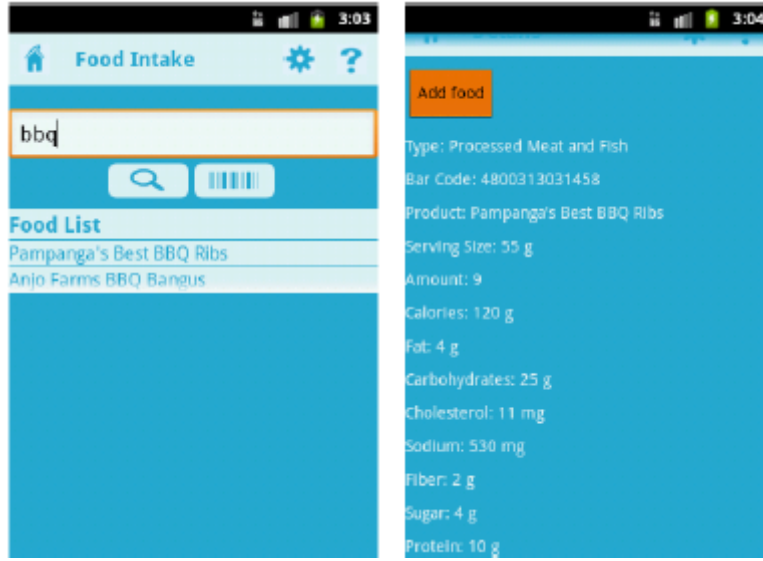 3:03
Food Intake
?
bbq
Food List
Pampanga's Best BBQ Ribs
Anjo Farms BBQ Bangus
3:04
Add food
Type: Processed Meat and Fish
Bar Code: 4800313031458
Product: Pampanga's Best BBQ Ribs
Serving Size: 55 g
Amount: 9
Calories: 120 g
Fat: 4 g
Carbohydrates: 25 g
Cholesterol: 11 mg
Sodium: 530 mg
Fiber: 2 g
Sugar: 4 g
Protein: 10 g